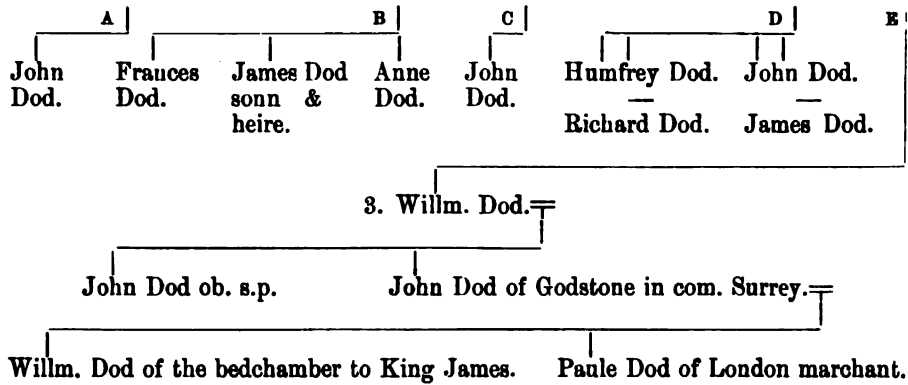 A B C D E
John Frances James Dod Anne John Humfrey Dod. John Dod.
Dod. Dod. sonn & Dod. Dod.
heire. Richard Dod. James Dod.
3. Willm. Dod.
John Dod ob. s.p. John Dod of Godstone in com. Surrey.
Willm. Dod of the bedchamber to King James. Paule Dod of London marchant.